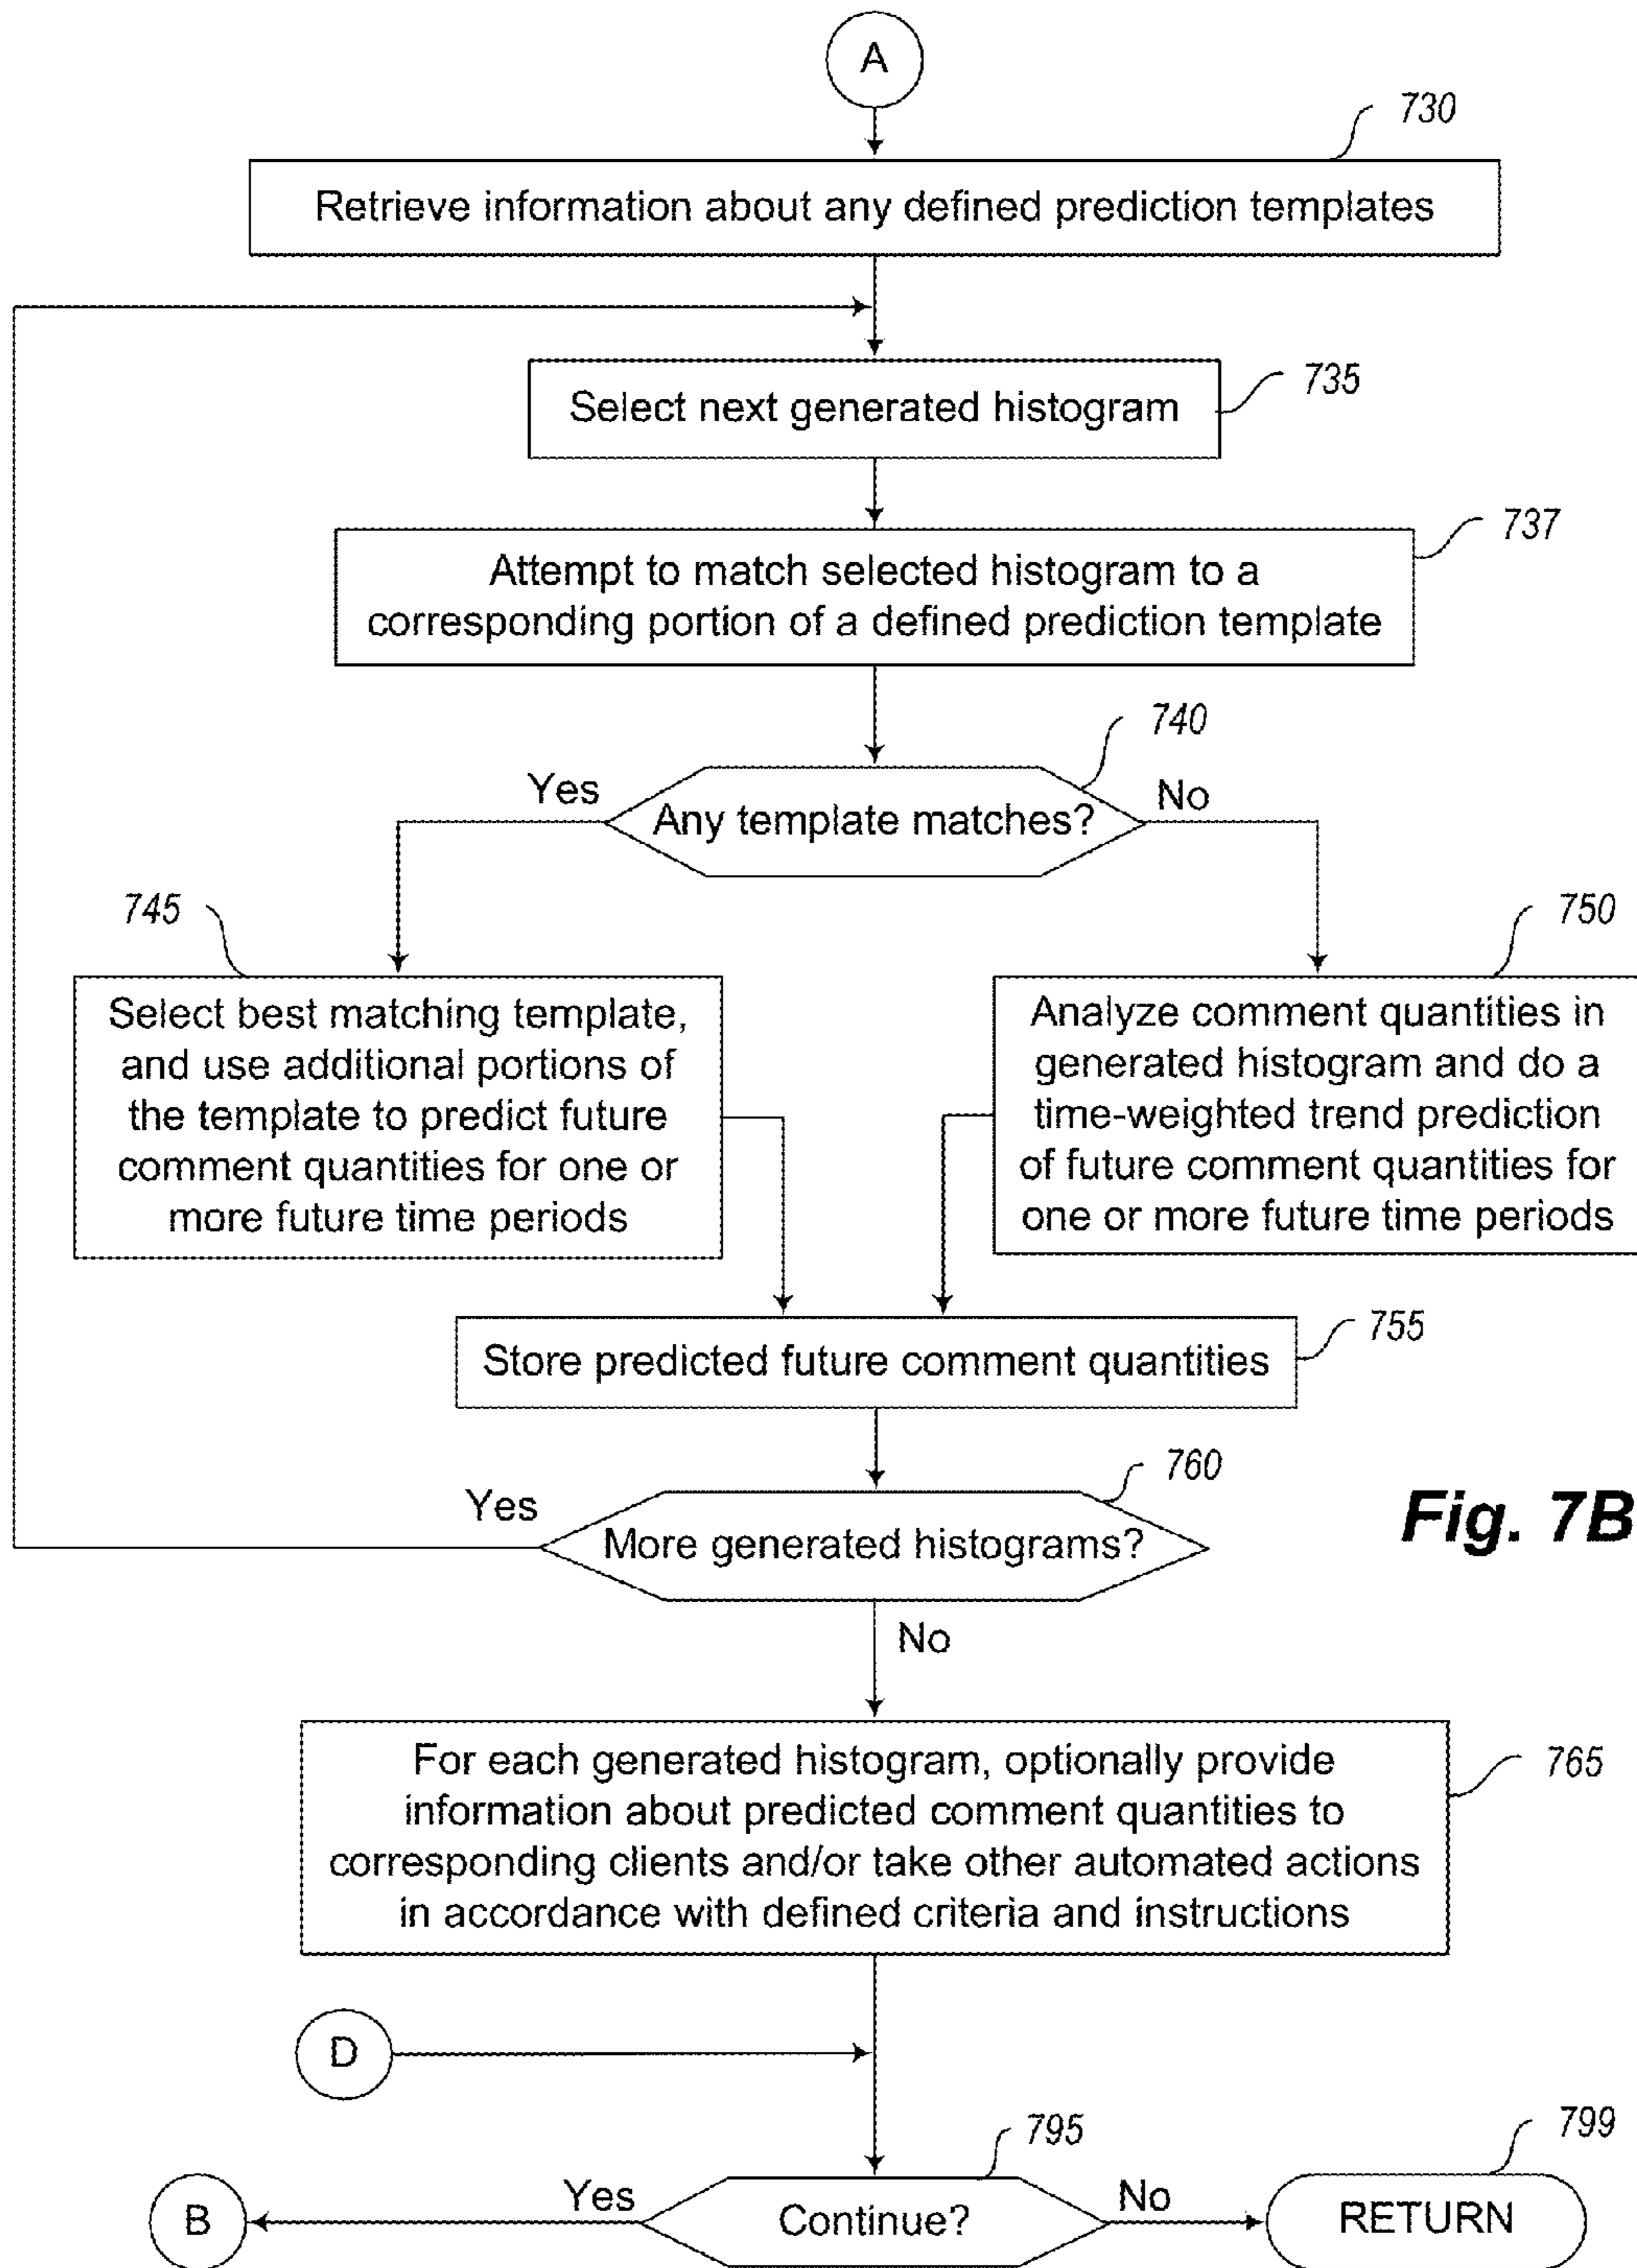 A
730
Retrieve information about any defined prediction templates
735
Select next generated histogram
737
Attempt to match selected histogram to a
corresponding portion of a defined prediction template
740
Yes
Any template matches?
No
745
Select best matching template,
and use additional portions of
the template to predict future
comment quantities for one or
more future time periods
750
Analyze comment quantities in
generated histogram and do a
time-weighted trend prediction
of future comment quantities for
one or more future time periods
755
Store predicted future comment quantities
760
Yes
More generated histograms?
Fig. 7B
No
765
For each generated histogram, optionally provide
information about predicted comment quantities to
corresponding clients and/or take other automated actions
in accordance with defined criteria and instructions
D
795
799
B
Yes
Continue?
No
RETURN